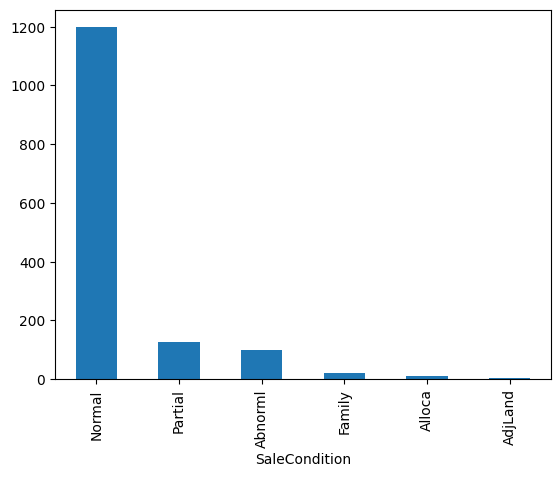 1200
1000
800
600
400
200
0
Normal
Partial
Abnorml
Family
Alloca
AdjLand
SaleCondition